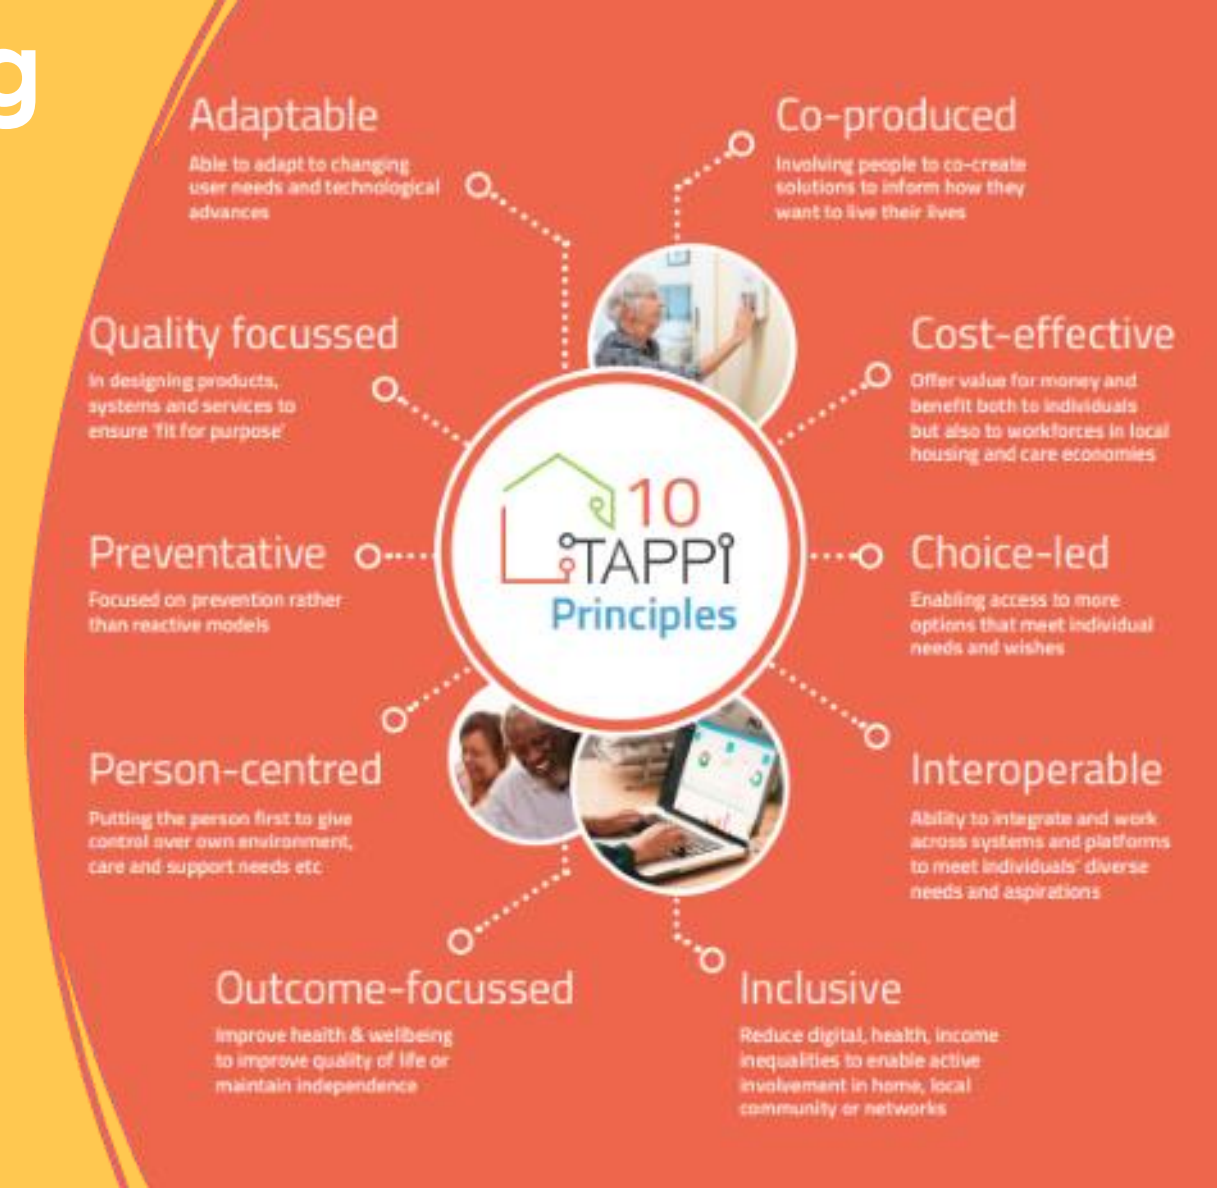 g
Adaptable
Able to adapt to changing
user needs and technological
advances
Co-produced
Involving people to co-create
solutions to inform how they
want to live their lives
Quality focussed
In designing products,
systems and services to
ensure 'fit for purpose'
Cost-effective
Offer value for money and
benefit both to individuals
but also to workforces in local
housing and care economies
10
TAPPi
Principles
Preventative
Focused on prevention rather
than reactive models
Choice-led
Enabling access to more
options that meet individual
needs and wishes
Person-centred
Putting the person first to give
control over own environment,
care and support needs etc
Interoperable
Ability to integrate and work
across systems and platforms
to meet individuals' diverse
needs and aspirations
Outcome-focussed
Improve health & wellbeing
to improve quality of life or
maintain independence
Inclusive
Reduce digital, health, income
inequalities to enable active
involvement in home, local
community or networks